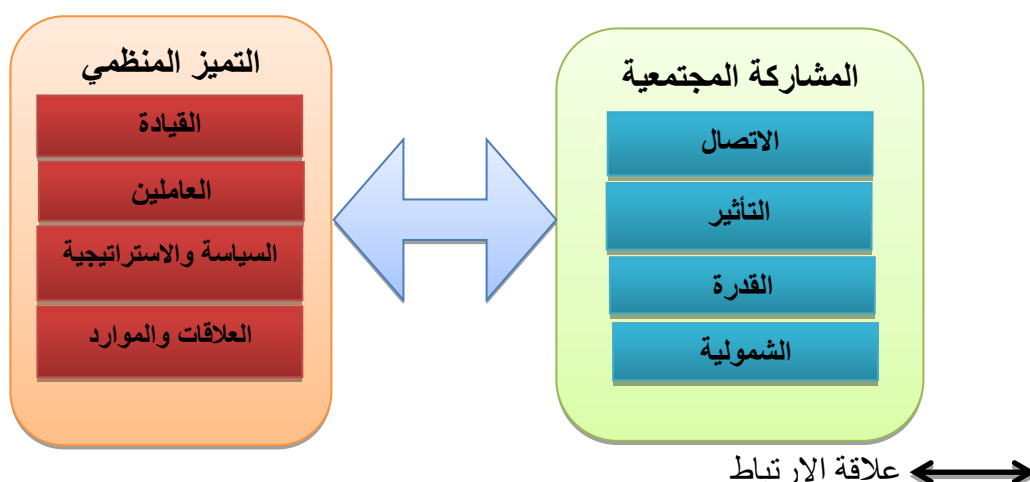 المشاركة المجتمعية
الاتصال
التأثير
القدرة
الشمولية
التميز المنظمي
القيادة
العاملين
السياسة والاستراتيجية
العلاقات والموارد
علاقة الارتباط